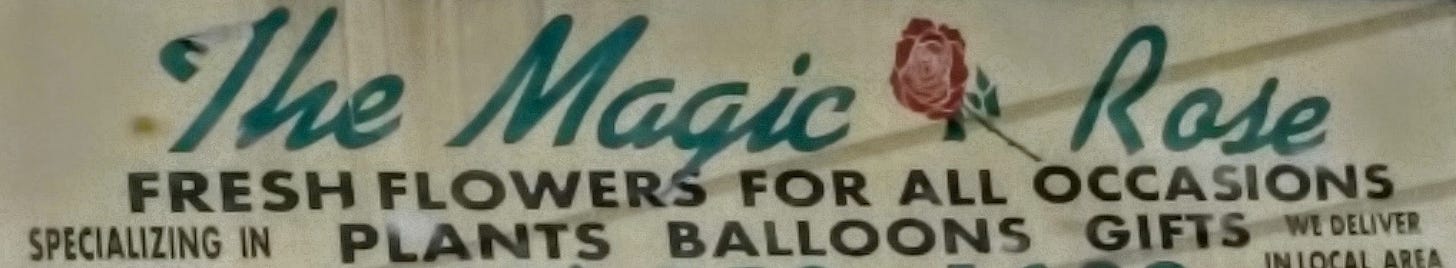 The Magic Rose
FRESH FLOWERS FOR ALL OCCASIONS
SPECIALIZING IN PLANTS BALLOONS GIFTS WE DELIVER
IN LOCAL AREA